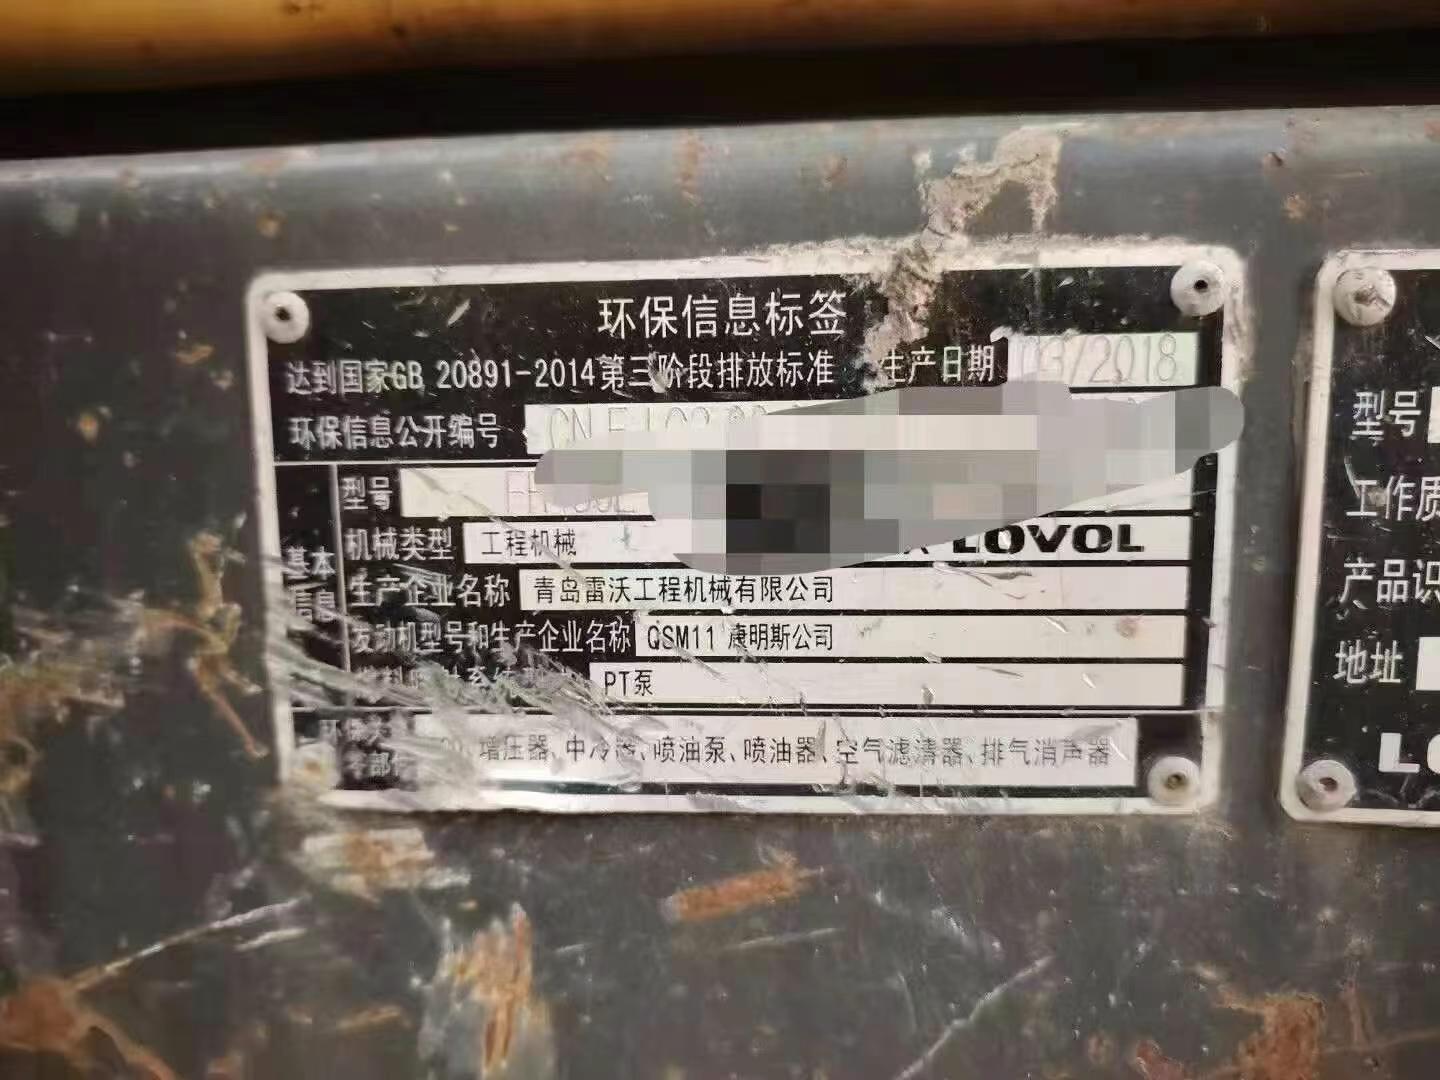 环保信息标签
达到国家GB 20891-2014第三阶段排放标准 生产日期 03/2018
环保信息公开编号 CN
型号
机械类型 工程机械 LOVOL
基本信息
生产企业名称 青岛雷沃工程机械有限公司
发动机型号和生产企业名称 QSM11 康明斯公司
PT泵
增压器、中冷器、喷油泵、喷油器、空气滤清器、排气消声器
型号
工作质
产品识
地址